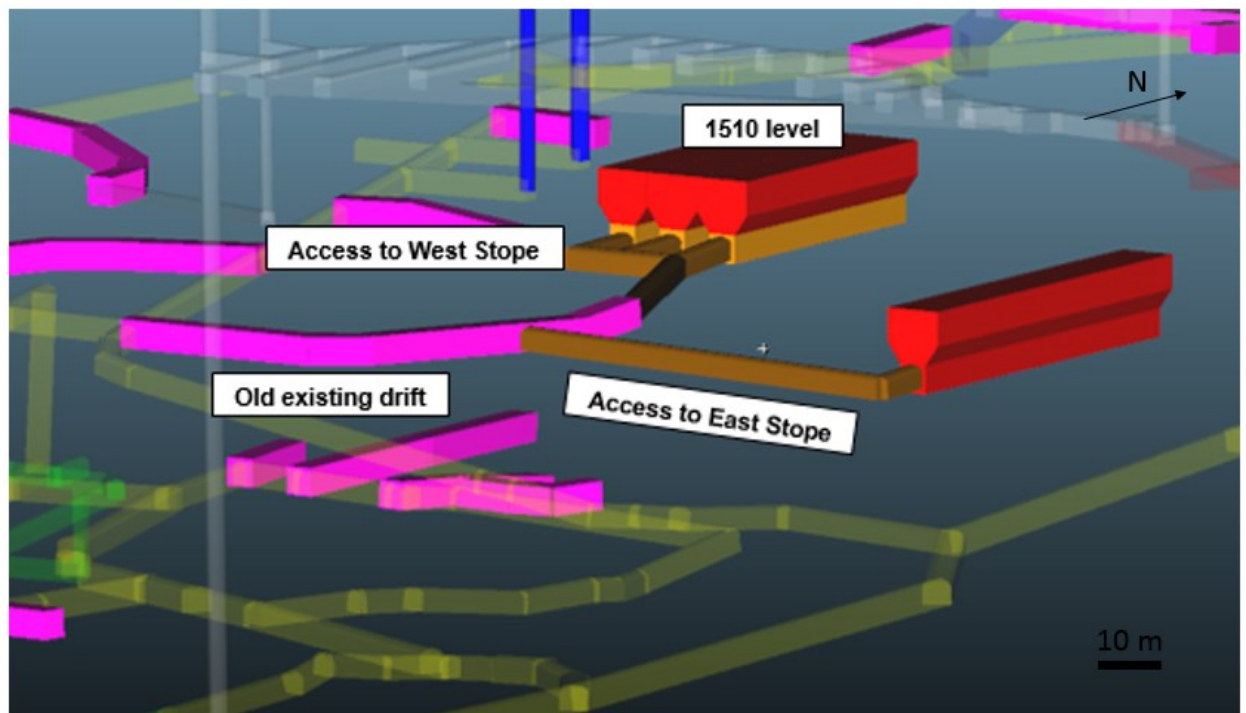 N
1510 level
Access to West Stope
Old existing drift
Access to East Stope
10 m